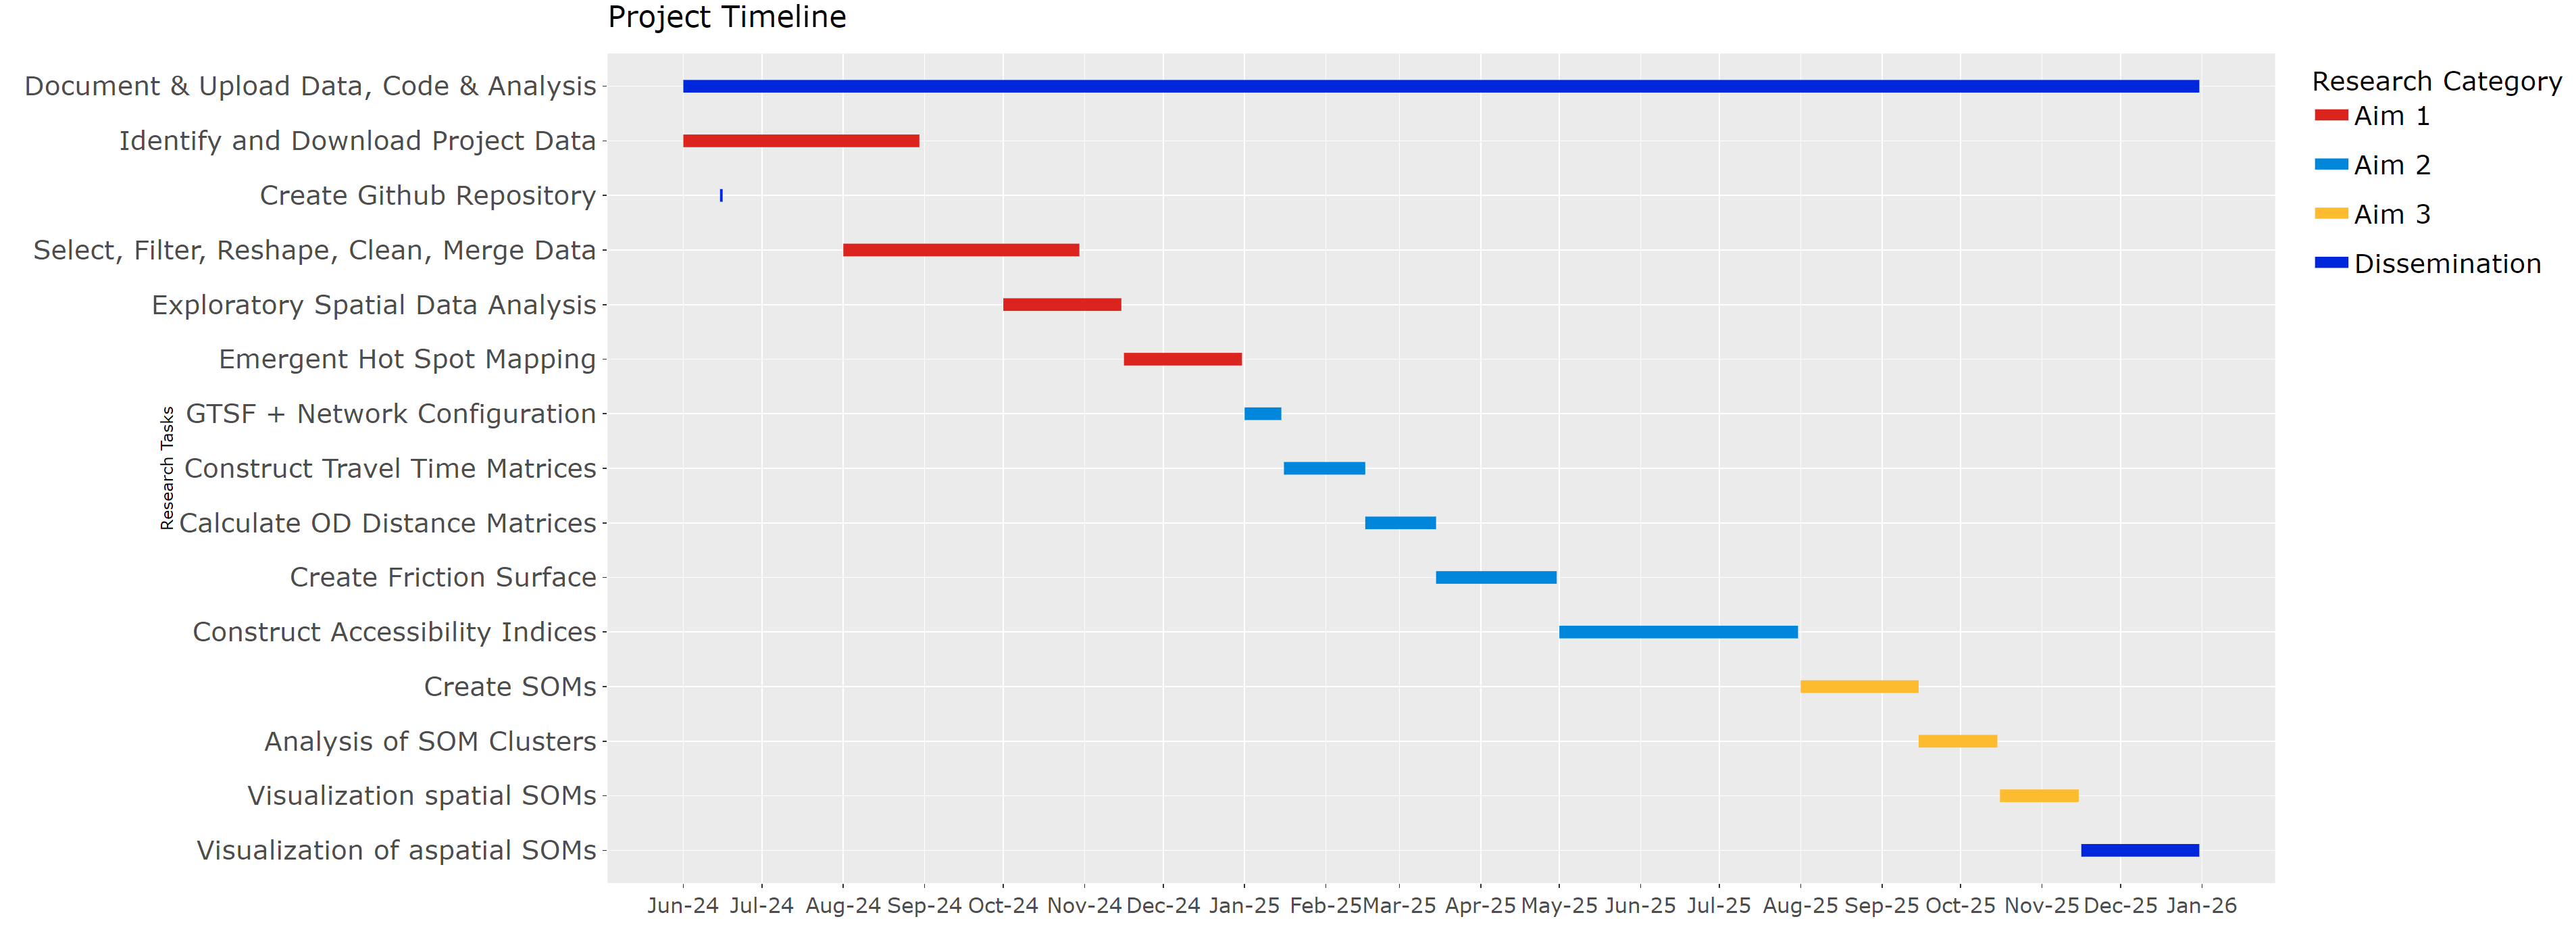 Project Timeline
Document & Upload Data, Code & Analysis
Identify and Download Project Data
Create Github Repository
Select, Filter, Reshape, Clean, Merge Data
Exploratory Spatial Data Analysis
Emergent Hot Spot Mapping
GTSF + Network Configuration
Construct Travel Time Matrices
Calculate OD Distance Matrices
Create Friction Surface
Construct Accessibility Indices
Create SOMs
Analysis of SOM Clusters
Visualization spatial SOMs
Visualization of aspatial SOMs
Research Tasks
Jun-24 Jul-24 Aug-24 Sep-24 Oct-24 Nov-24 Dec-24 Jan-25 Feb-25 Mar-25 Apr-25 May-25 Jun-25 Jul-25 Aug-25 Sep-25 Oct-25 Nov-25 Dec-25 Jan-26
Research Category
Aim 1
Aim 2
Aim 3
Dissemination